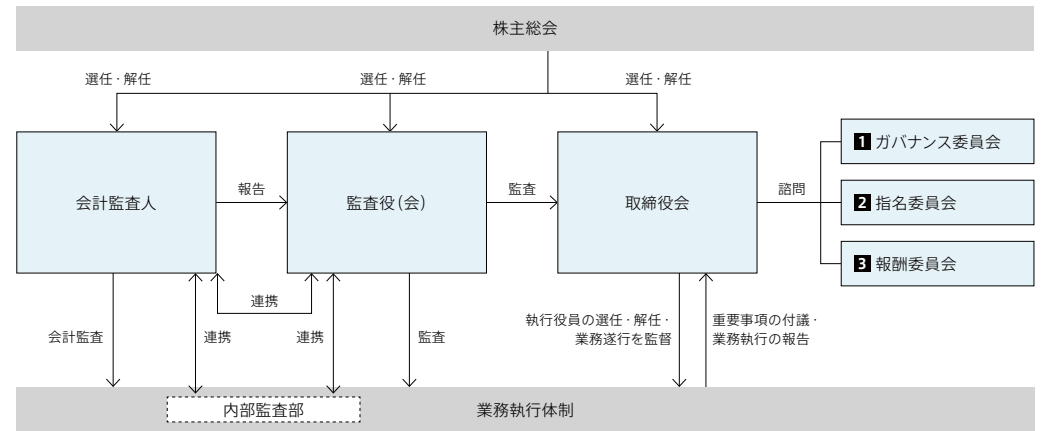 株主総会
選任・解任
選任・解任
選任・解任
会計監査人
報告
監査役(会)
監査
取締役会
諮問
1 ガバナンス委員会
2 指名委員会
3 報酬委員会
連携
会計監査
連携
連携
監査
執行役員の選任・解任・
業務遂行を監督
重要事項の付議・
業務執行の報告
内部監査部
業務執行体制